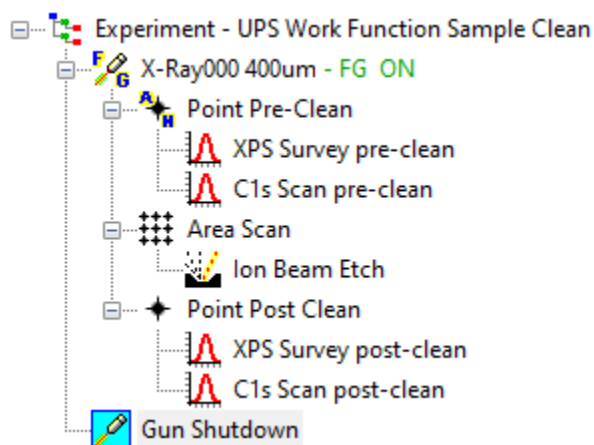 Experiment - UPS Work Function Sample Clean
F G X-Ray000 400um - FG ON
A H Point Pre-Clean
XPS Survey pre-clean
C1s Scan pre-clean
Area Scan
Ion Beam Etch
Point Post Clean
XPS Survey post-clean
C1s Scan post-clean
Gun Shutdown